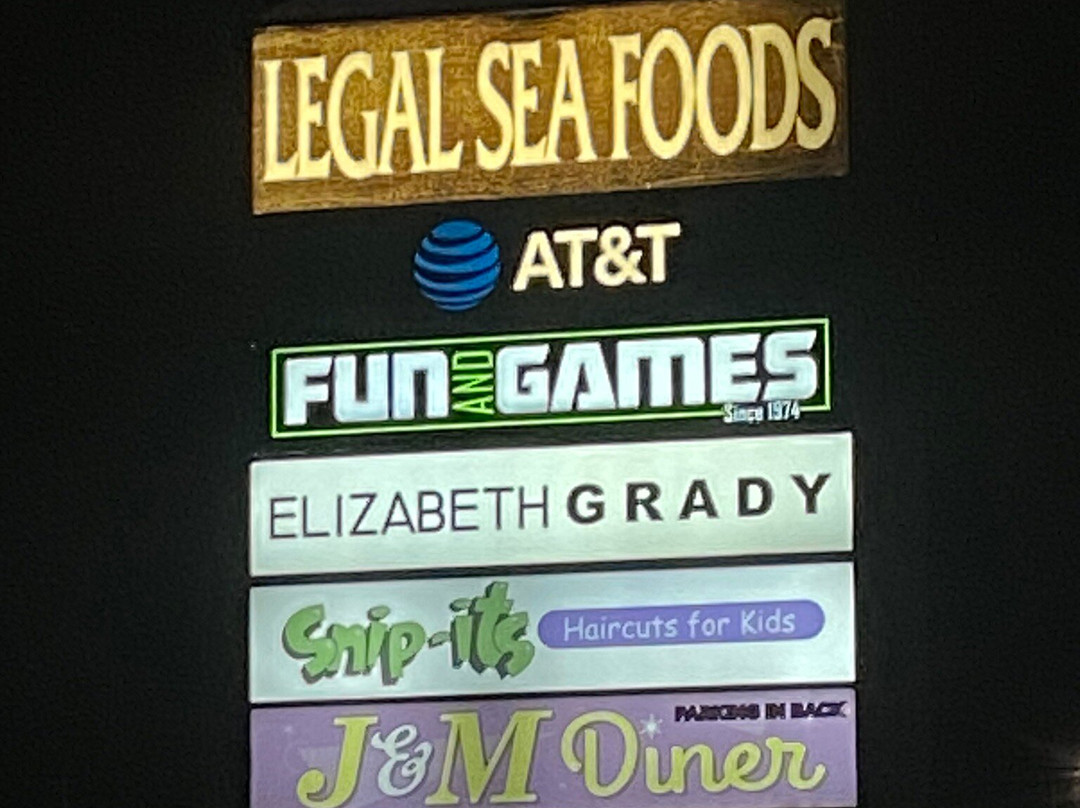 LEGAL SEA FOODS
AT&T
FUN AND GAMES
Since 1974
ELIZABETH GRADY
Snip-its Haircuts for Kids
PARKING IN BACK
J&M Diner